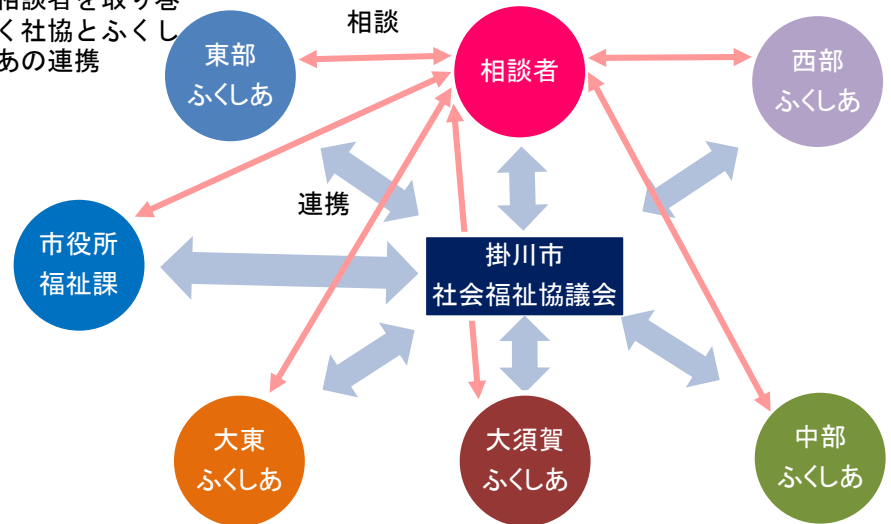 相談者を取り巻
く社協とふくし
あの連携
相談
東部
ふくしあ
相談者
西部
ふくしあ
連携
市役所
福祉課
掛川市
社会福祉協議会
大東
ふくしあ
大須賀
ふくしあ
中部
ふくしあ